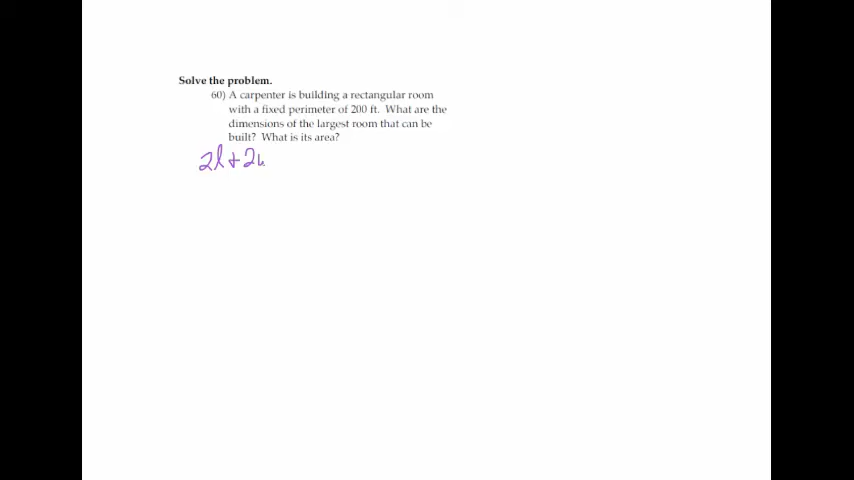 Solve the problem.
60) A carpenter is building a rectangular room
with a fixed perimeter of 200 ft. What are the
dimensions of the largest room that can be
built? What is its area?
2l + 2